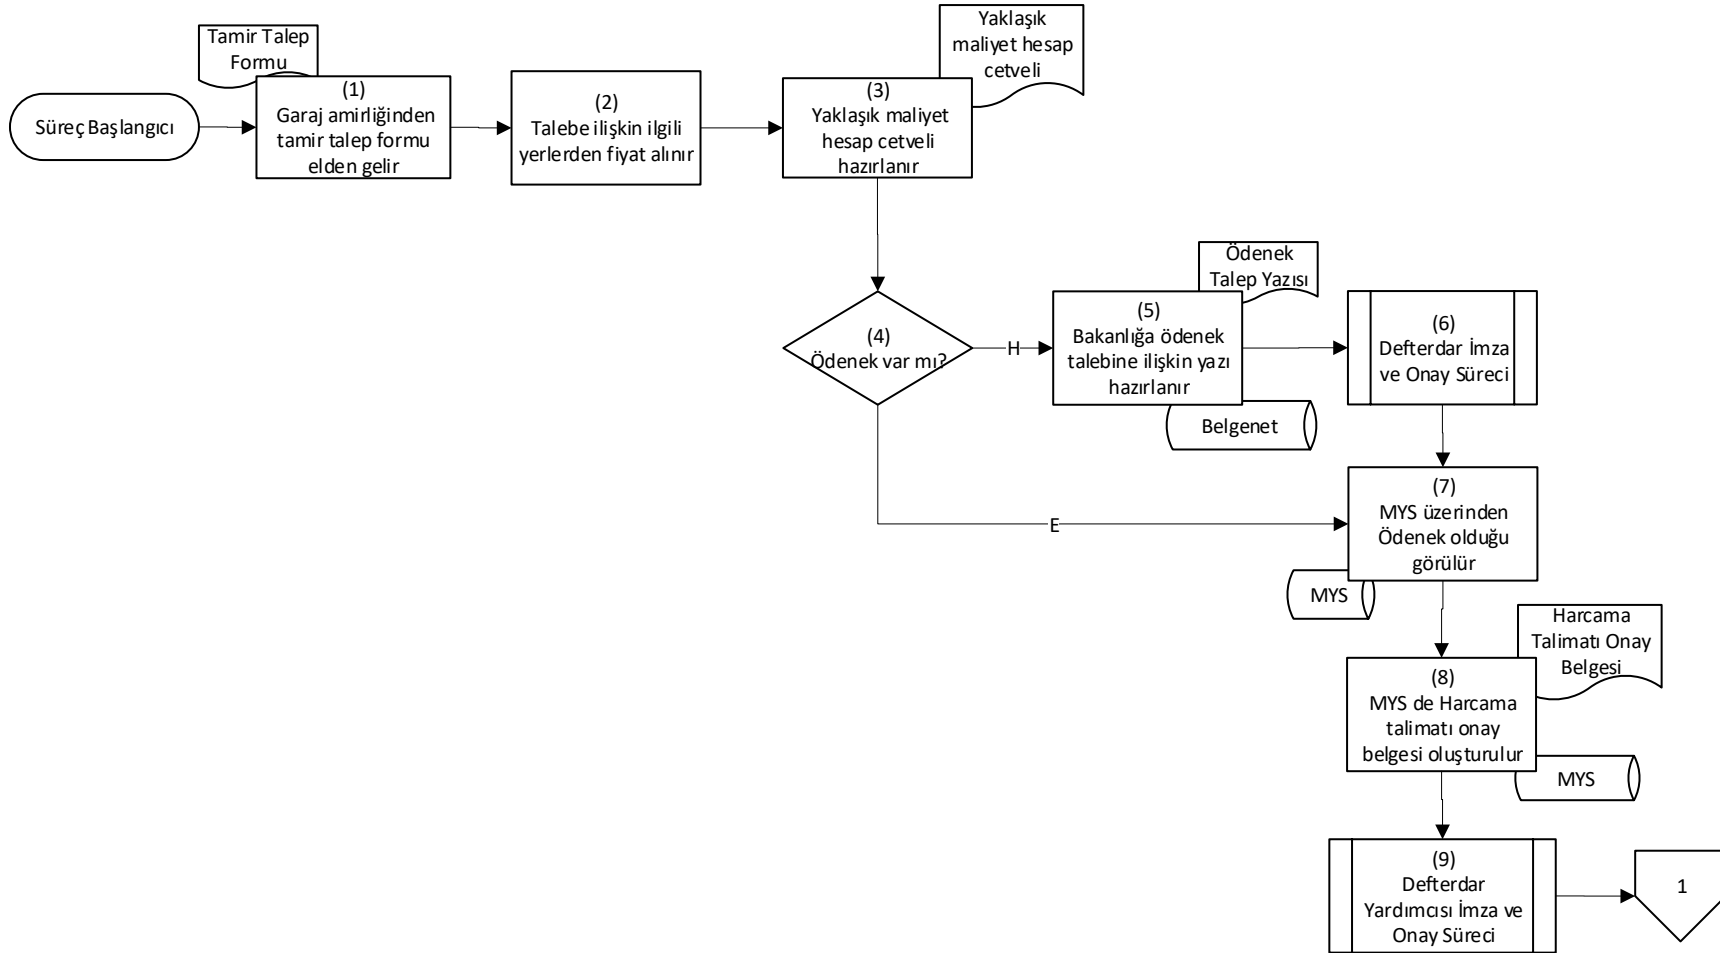 Süreç Başlangıcı
Tamir Talep
Formu
(1)
Garaj amirliğinden
tamir talep formu
elden gelir
(2)
Talebe ilişkin ilgili
yerlerden fiyat alınır
Yaklaşık
maliyet hesap
cetveli
(3)
Yaklaşık maliyet
hesap cetveli
hazırlanır
(4)
Ödenek var mı?
H
E
Ödenek
Talep Yazısı
(5)
Bakanlığa ödenek
talebine ilişkin yazı
hazırlanır
Belgenet
(6)
Defterdar İmza
ve Onay Süreci
(7)
MYS üzerinden
Ödenek olduğu
görülür
MYS
Harcama
Talimatı Onay
Belgesi
(8)
MYS de Harcama
talimatı onay
belgesi oluşturulur
MYS
(9)
Defterdar
Yardımcısı İmza ve
Onay Süreci
1